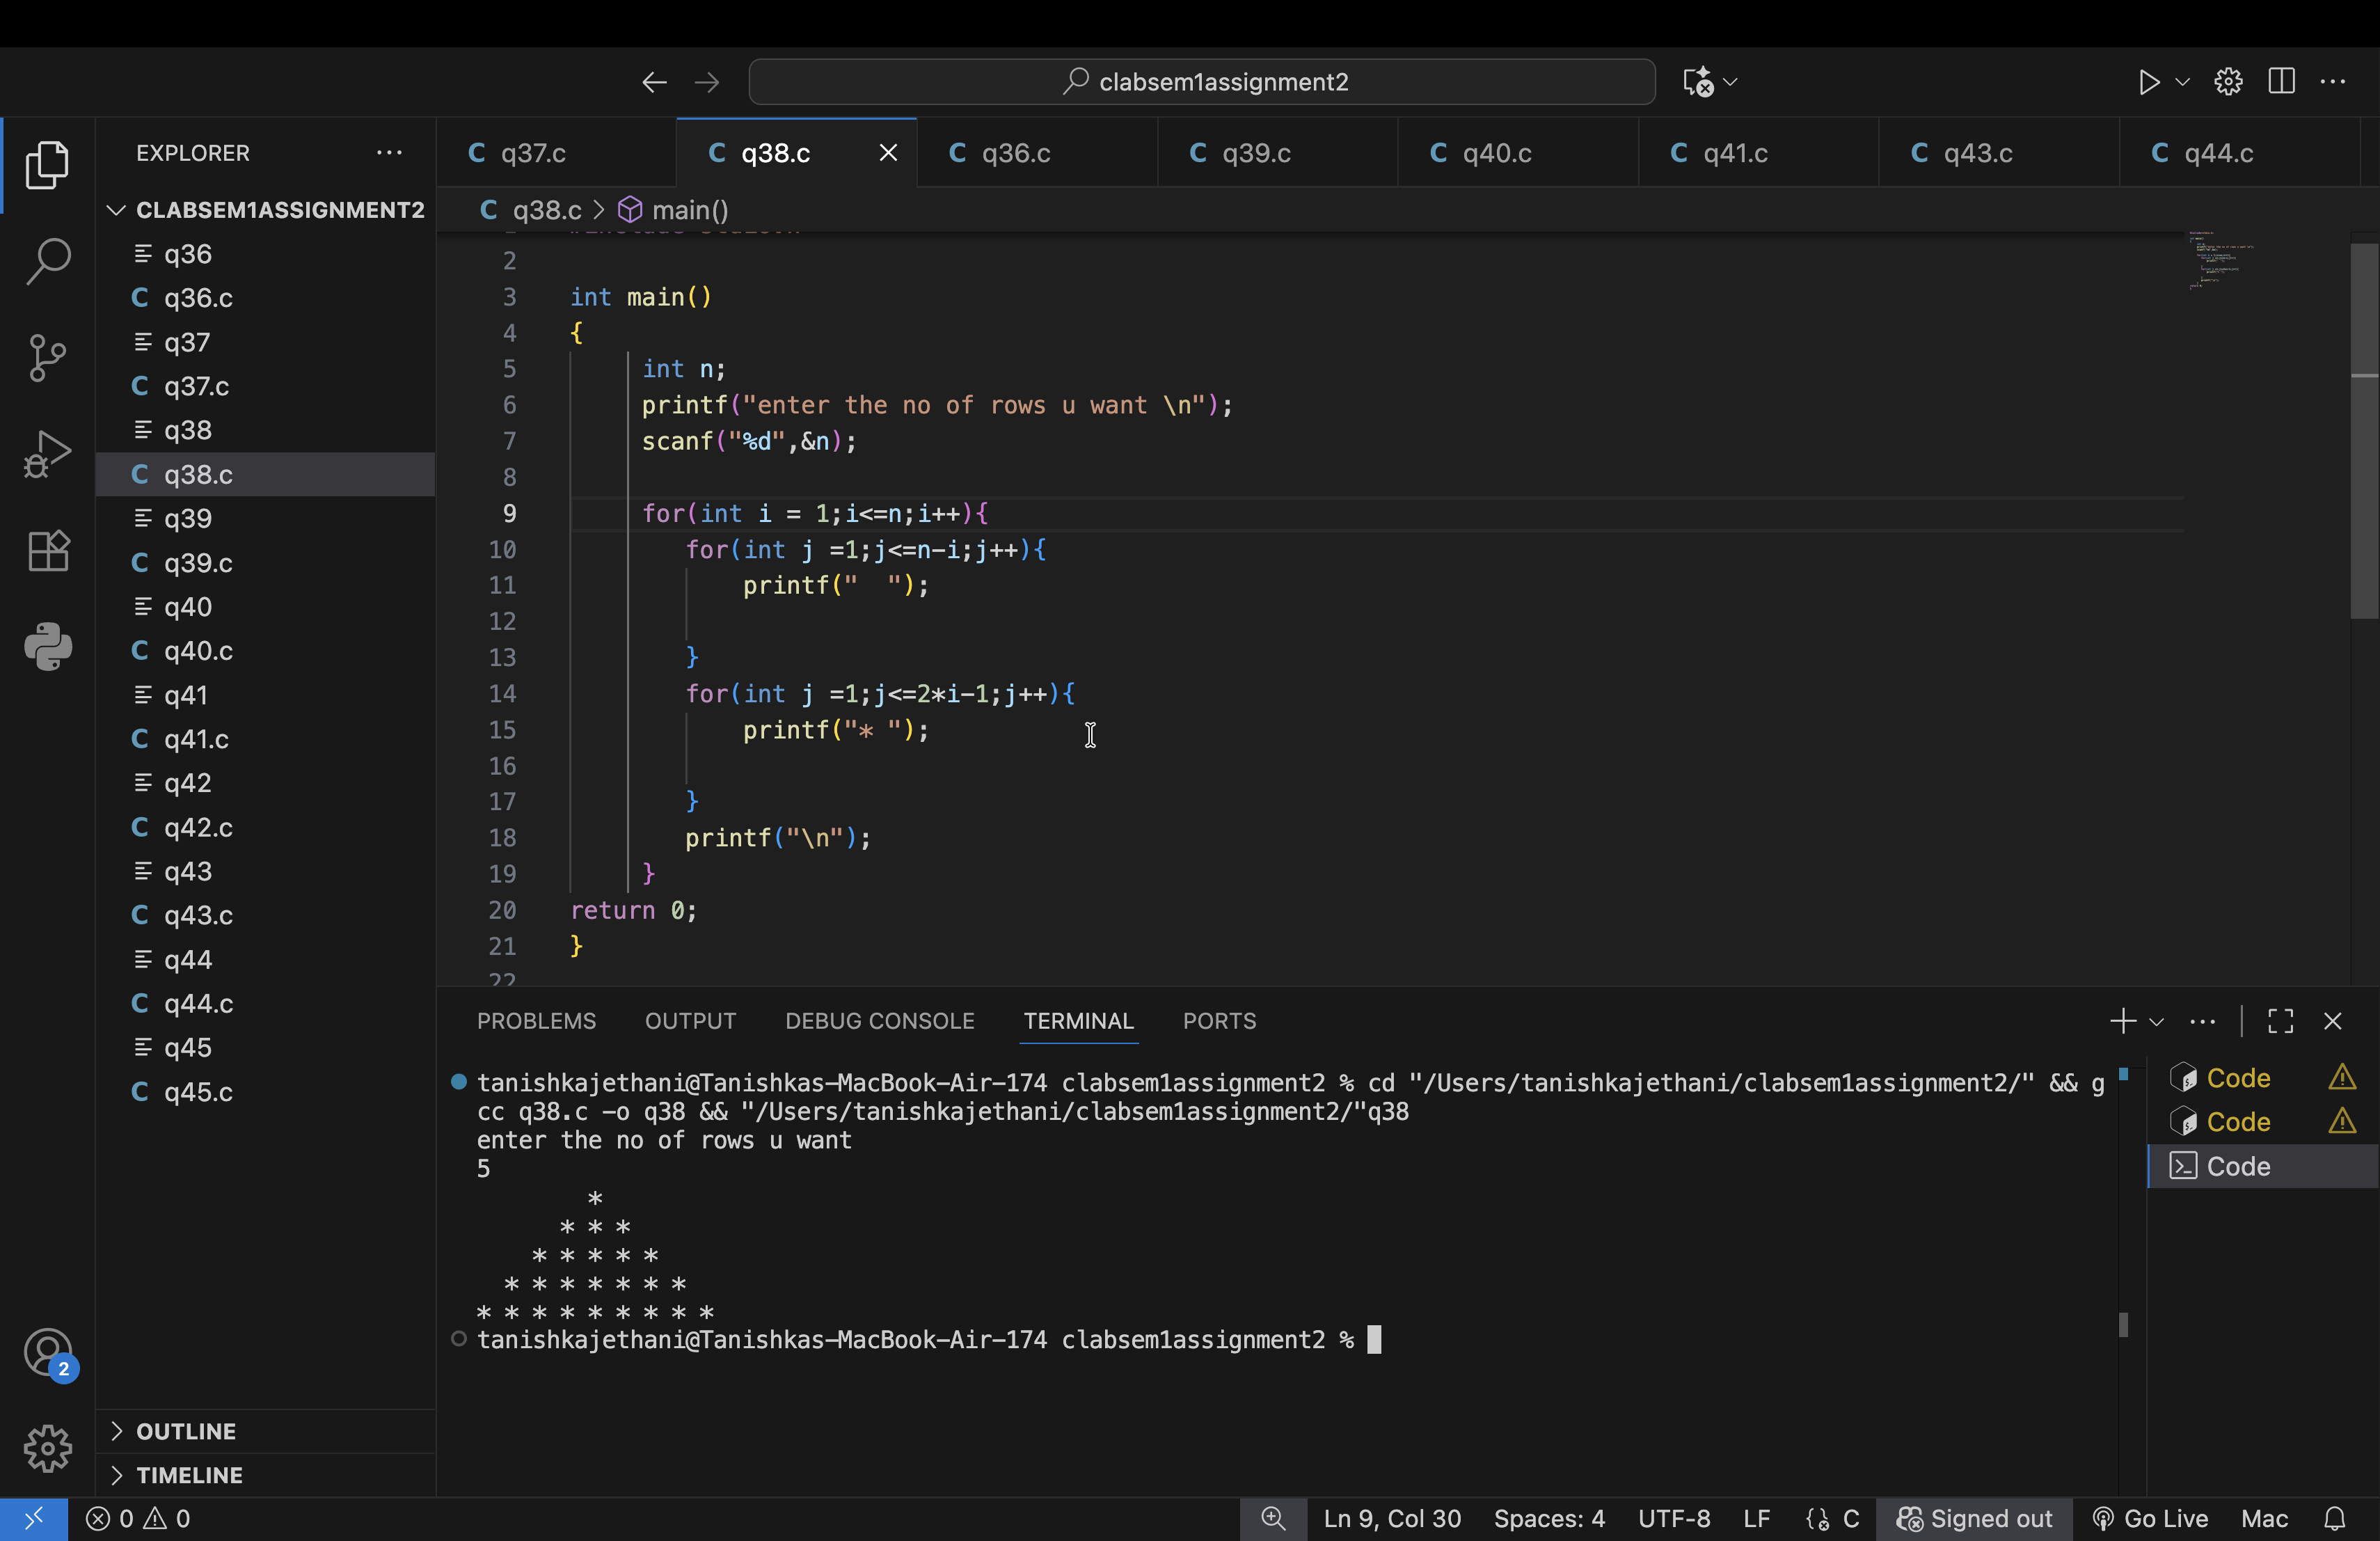 clabsem1assignment2
EXPLORER
q37.c
q38.c
q36.c
q39.c
q40.c
q41.c
q43.c
q44.c
CLABSEM1ASSIGNMENT2
q36
q36.c
q37
q37.c
q38
q38.c
q39
q39.c
q40
q40.c
q41
q41.c
q42
q42.c
q43
q43.c
q44
q44.c
q45
q45.c
OUTLINE
TIMELINE
q38.c > main()
2
3 int main()
4 {
5 int n;
6 printf("enter the no of rows u want \n");
7 scanf("%d",&n);
8
9 for(int i = 1;i<=n;i++){
10 for(int j =1;j<=n-i;j++){
11 printf("  ");
12
13 }
14 for(int j =1;j<=2*i-1;j++){
15 printf("* ");
16
17 }
18 printf("\n");
19 }
20 return 0;
21 }
22
PROBLEMS OUTPUT DEBUG CONSOLE TERMINAL PORTS
tanishkajethani@Tanishkas-MacBook-Air-174 clabsem1assignment2 % cd "/Users/tanishkajethani/clabsem1assignment2/" && g
cc q38.c -o q38 && "/Users/tanishkajethani/clabsem1assignment2/"q38
enter the no of rows u want
5
*
* * *
* * * * *
* * * * * * *
* * * * * * * * *
tanishkajethani@Tanishkas-MacBook-Air-174 clabsem1assignment2 %
Code
Code
Code
2
0 0
Ln 9, Col 30 Spaces: 4 UTF-8 LF C Signed out Go Live Mac